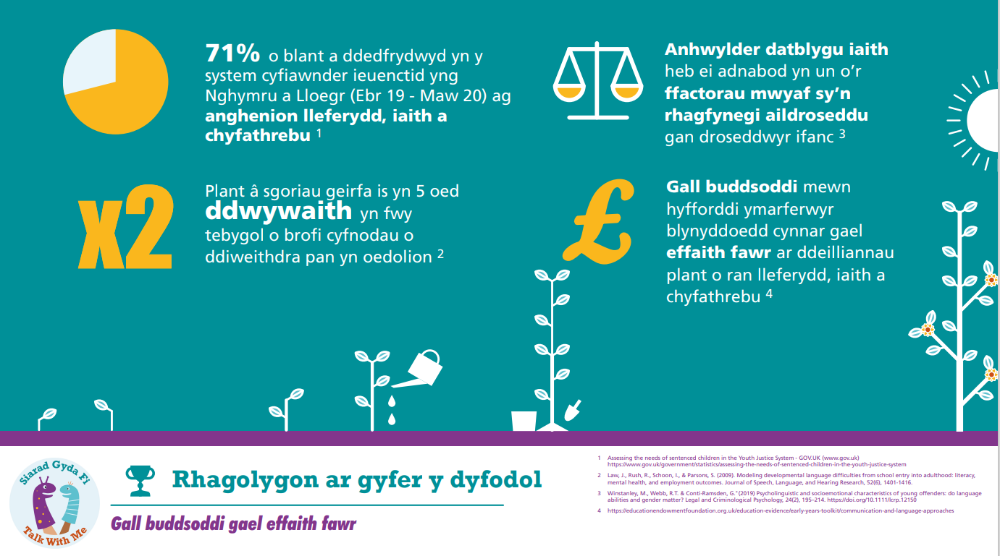 71% o blant a ddedfrydwyd yn y
system cyfiawnder ieuenctid yng
Nghymru a Lloegr (Ebr 19 - Maw 20) ag
anghenion lleferydd, iaith a
chyfathrebu 1
x2
Plant â sgoriau geirfa is yn 5 oed
ddwywaith yn fwy
tebygol o brofi cyfnodau o
ddiweithdra pan yn oedolion 2
Anhwylder datblygu iaith
heb ei adnabod yn un o’r
ffactorau mwyaf sy’n
rhagfynegi aildroseddu
gan droseddwyr ifanc 3
£
Gall buddsoddi mewn
hyfforddi ymarferwyr
blynyddoedd cynnar gael
effaith fawr ar ddeilliannau
plant o ran lleferydd, iaith a
chyfathrebu 4
Siarad Gyda Fi
Talk With Me
Rhagolygon ar gyfer y dyfodol
Gall buddsoddi gael effaith fawr
1 Assessing the needs of sentenced children in the Youth Justice System - GOV.UK (www.gov.uk)
https://www.gov.uk/government/statistics/assessing-the-needs-of-sentenced-children-in-the-youth-justice-system
2 Law, J., Rush, R., Schoon, I., & Parsons, S. (2009). Modeling developmental language difficulties from school entry into adulthood: literacy,
mental health, and employment outcomes. Journal of Speech, Language, and Hearing Research, 52(6), 1401-1416.
3 Winstanley, M., Webb, R.T. & Conti-Ramsden, G.' (2019) Psycholinguistic and socioemotional characteristics of young offenders: do language
abilities and gender matter? Legal and Criminological Psychology, 24(2), 195–214. https://doi.org/10.1111/lcrp.12150
4 https://educationendowmentfoundation.org.uk/education-evidence/early-years-toolkit/communication-and-language-approaches